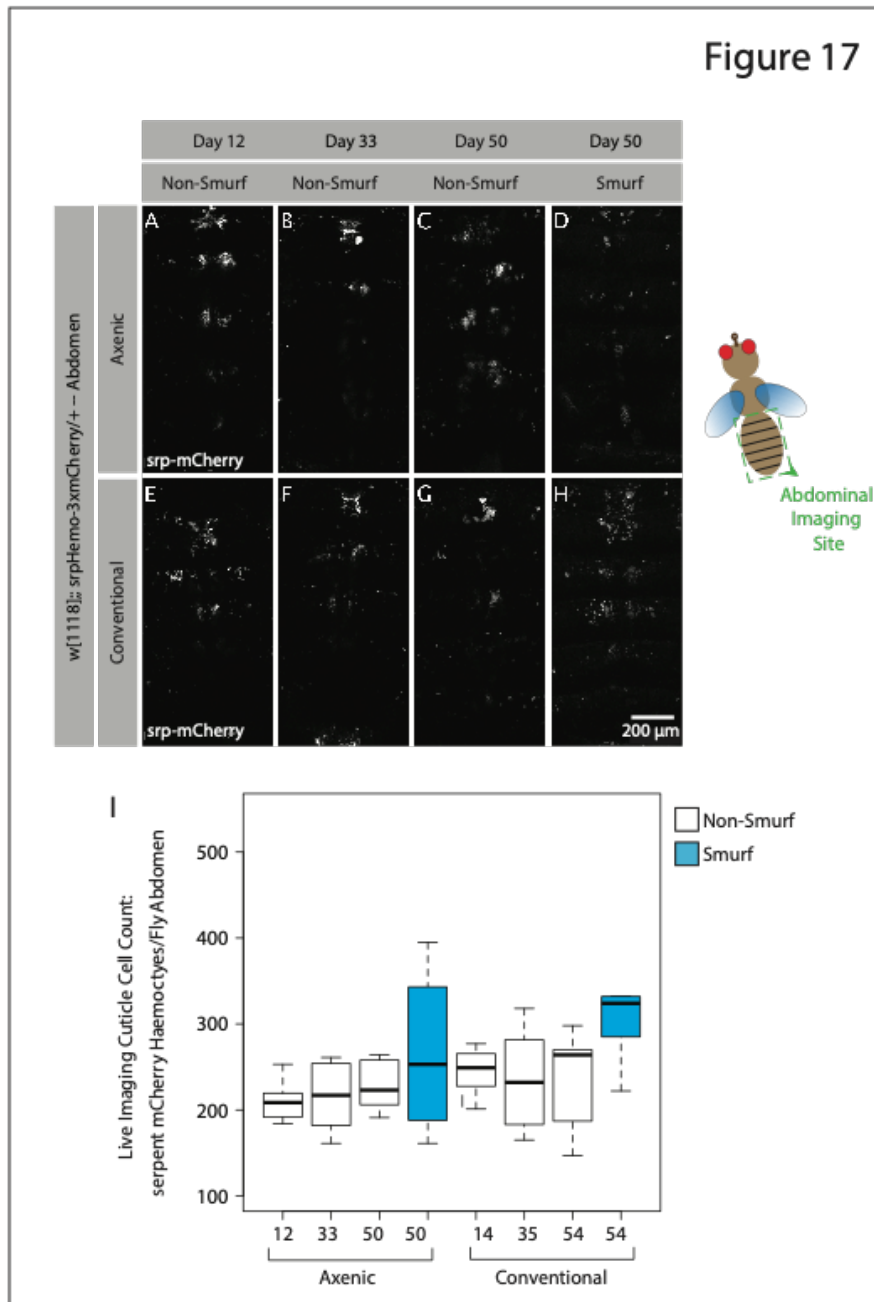 Figure 17
Day 12 Day 33 Day 50 Day 50
Non-Smurf Non-Smurf Non-Smurf Smurf
w[1118];; srpHemo-3xmCherry/+ – Abdomen
Axenic
A B C D
srp-mCherry
Conventional
E F G H
srp-mCherry
200 µm
Abdominal
Imaging
Site
I
Non-Smurf
Smurf
Live Imaging Cuticle Cell Count:
serpent mCherry Haemoctyes/Fly Abdomen
500
400
300
200
100
12 33 50 50 14 35 54 54
Axenic Conventional